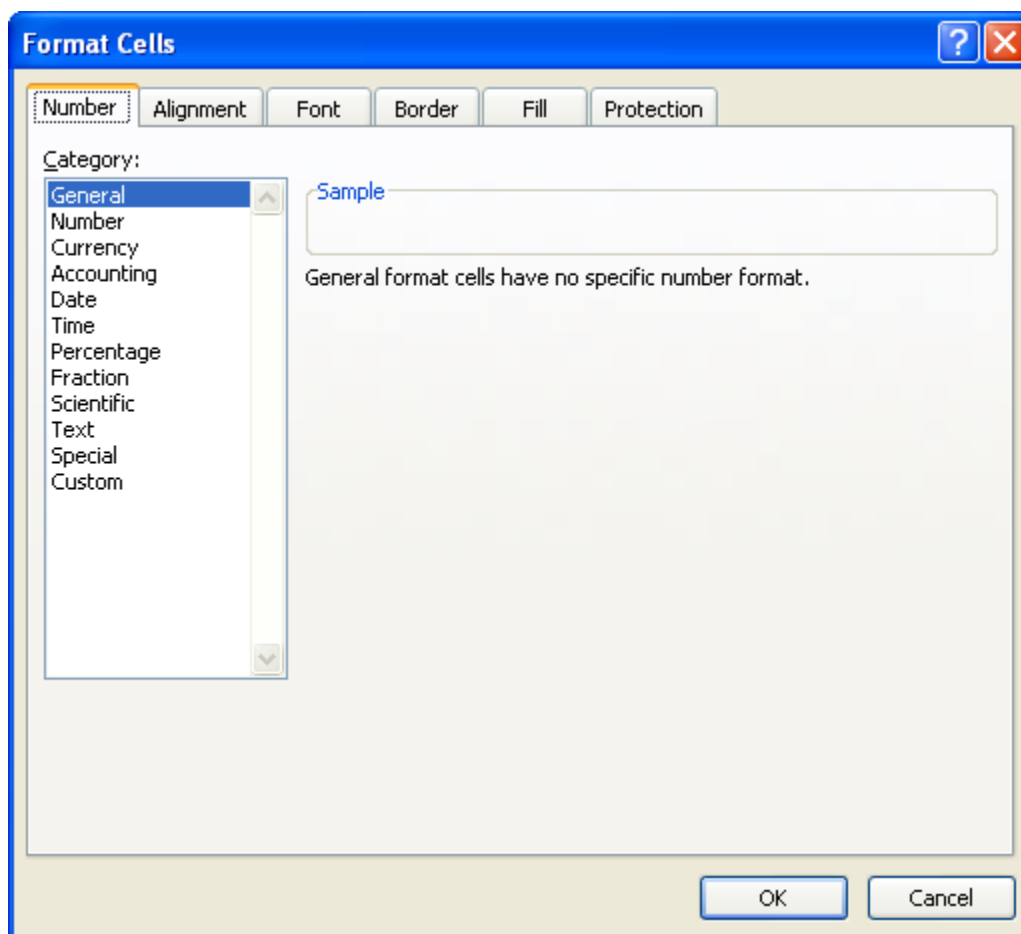 Format Cells
?
Number Alignment Font Border Fill Protection
Category:
General
Number
Currency
Accounting
Date
Time
Percentage
Fraction
Scientific
Text
Special
Custom
Sample
General format cells have no specific number format.
OK Cancel